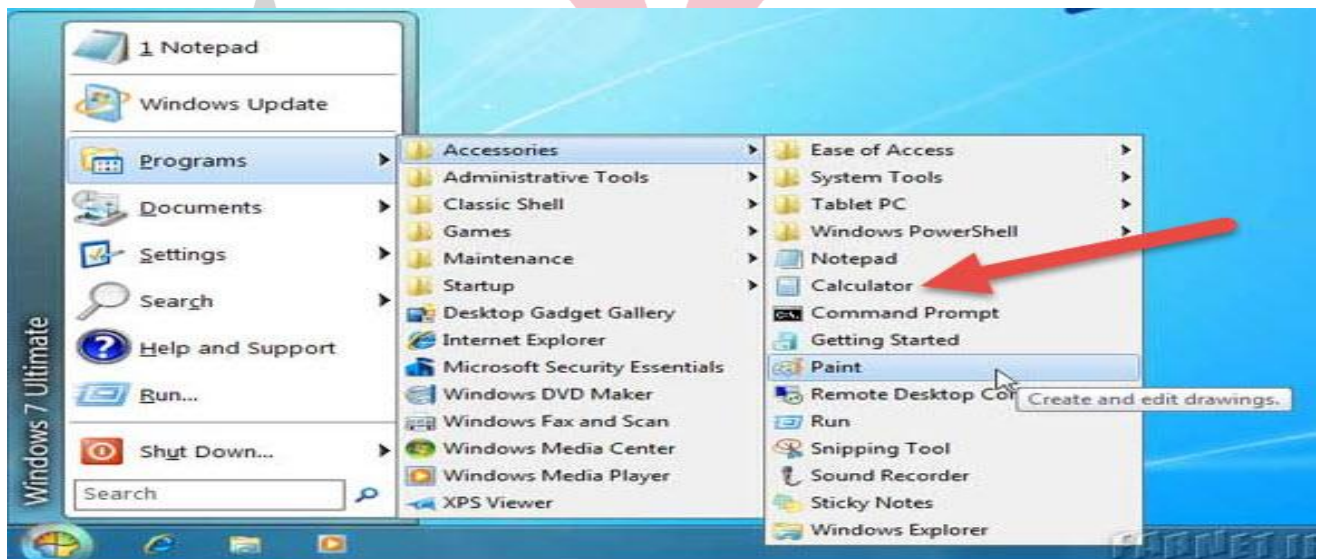 1 Notepad
Windows Update
Programs
Documents
Settings
Search
Help and Support
Run...
Shut Down...
Search
Windows 7 Ultimate
Accessories
Administrative Tools
Classic Shell
Games
Maintenance
Startup
Desktop Gadget Gallery
Internet Explorer
Microsoft Security Essentials
Windows DVD Maker
Windows Fax and Scan
Windows Media Center
Windows Media Player
XPS Viewer
Ease of Access
System Tools
Tablet PC
Windows PowerShell
Notepad
Calculator
Command Prompt
Getting Started
Paint
Remote Desktop
Create and edit drawings.
Run
Snipping Tool
Sound Recorder
Sticky Notes
Windows Explorer